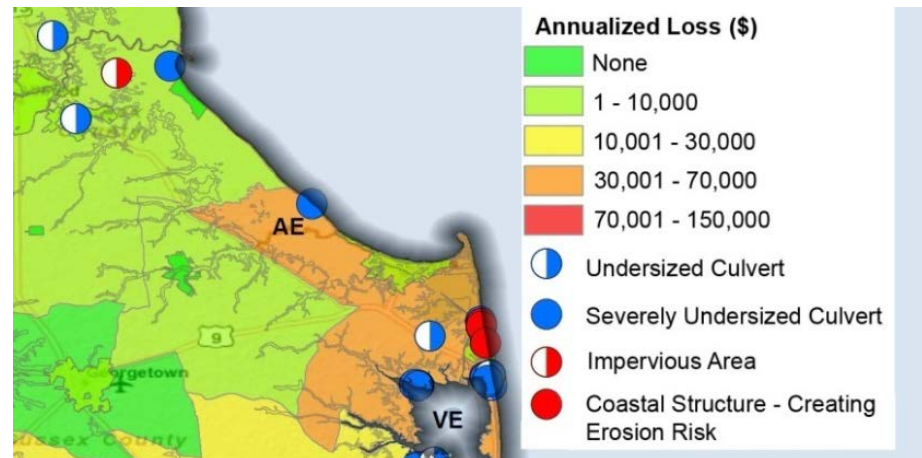 Annualized Loss ($)
None
1 - 10,000
10,001 - 30,000
30,001 - 70,000
70,001 - 150,000
Undersized Culvert
Severely Undersized Culvert
Impervious Area
Coastal Structure - Creating
Erosion Risk
AE
9
VE
County